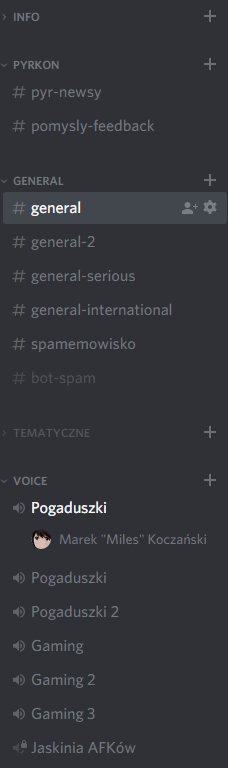 INFO
PYRKON
pyr-newsy
pomysly-feedback
GENERAL
general
general-2
general-serious
general-international
spamemowisko
bot-spam
TEMATYCZNE
VOICE
Pogaduszki
Marek "Miles" Koczański
Pogaduszki
Pogaduszki 2
Gaming
Gaming 2
Gaming 3
Jaskinia AFKów